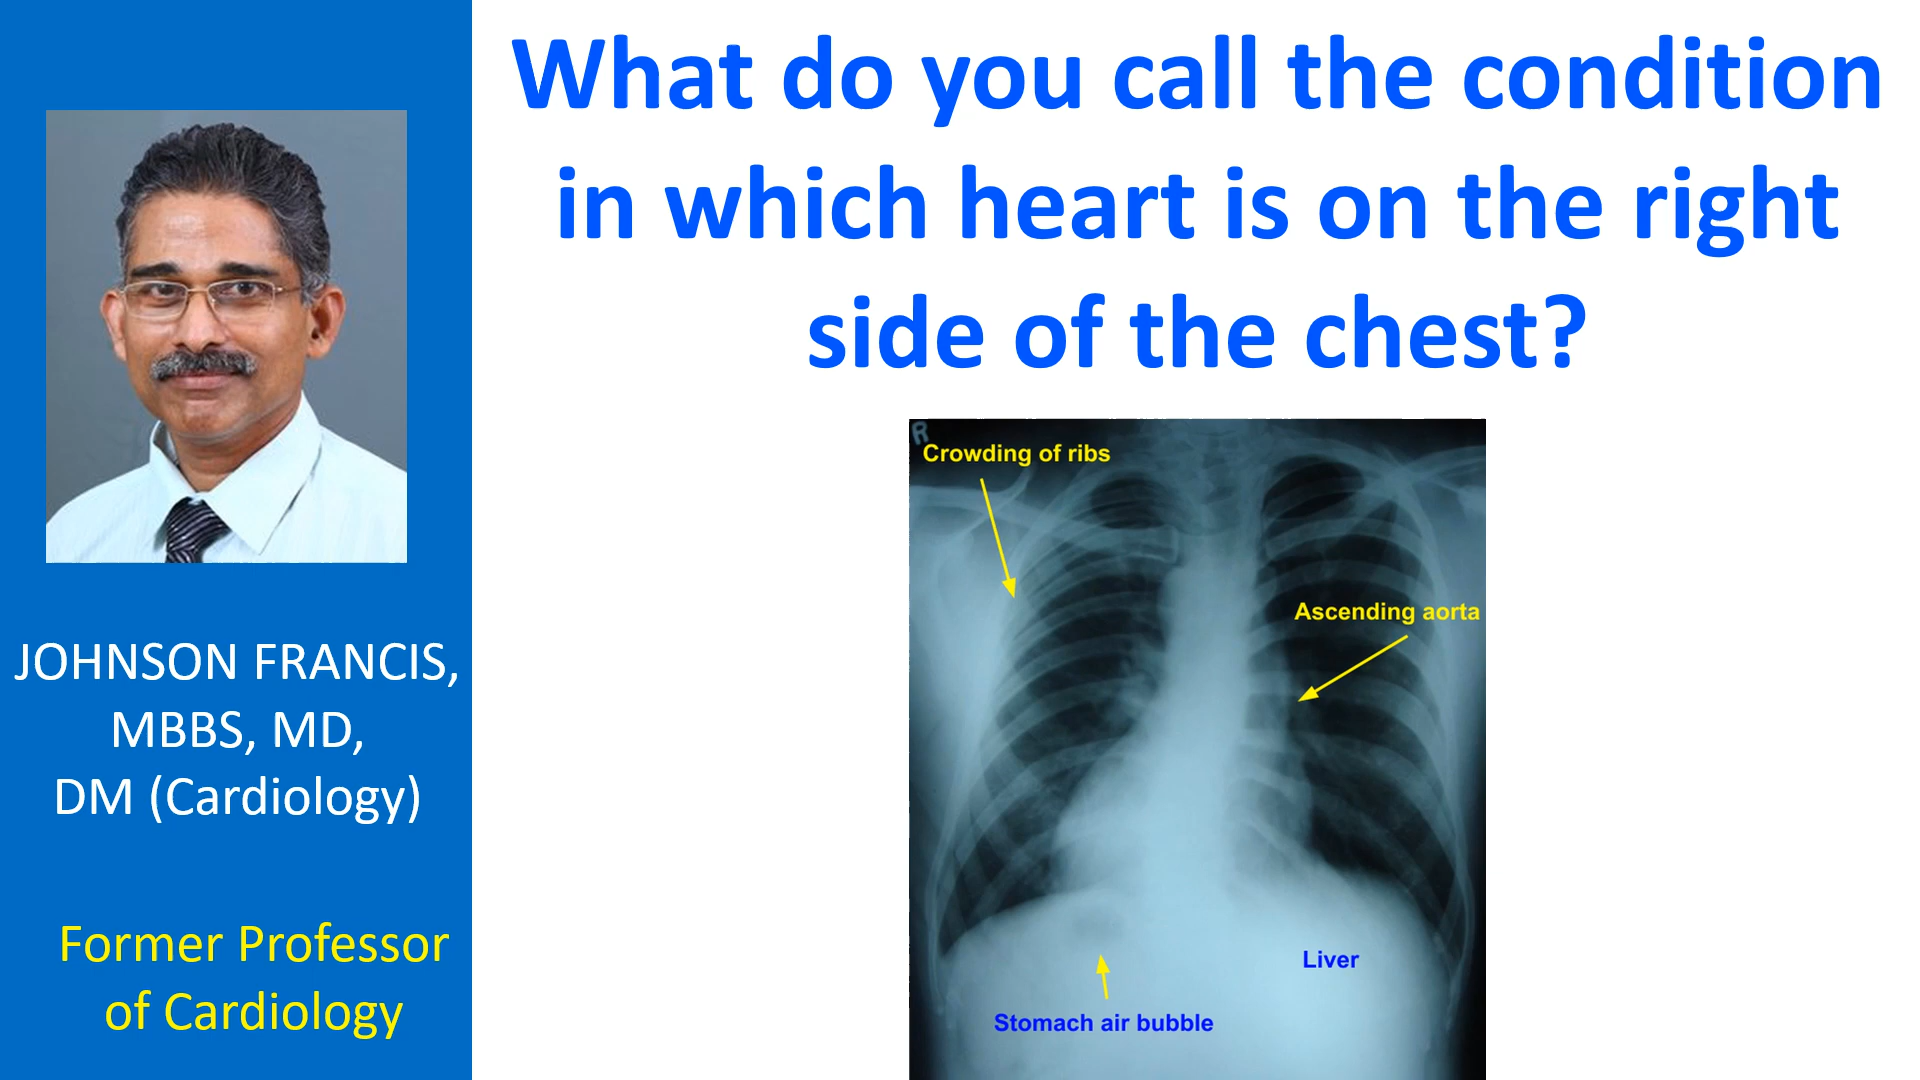 What do you call the condition
in which heart is on the right
side of the chest?
JOHNSON FRANCIS,
MBBS, MD,
DM (Cardiology)
Former Professor
of Cardiology
R
Crowding of ribs
Ascending aorta
Liver
Stomach air bubble